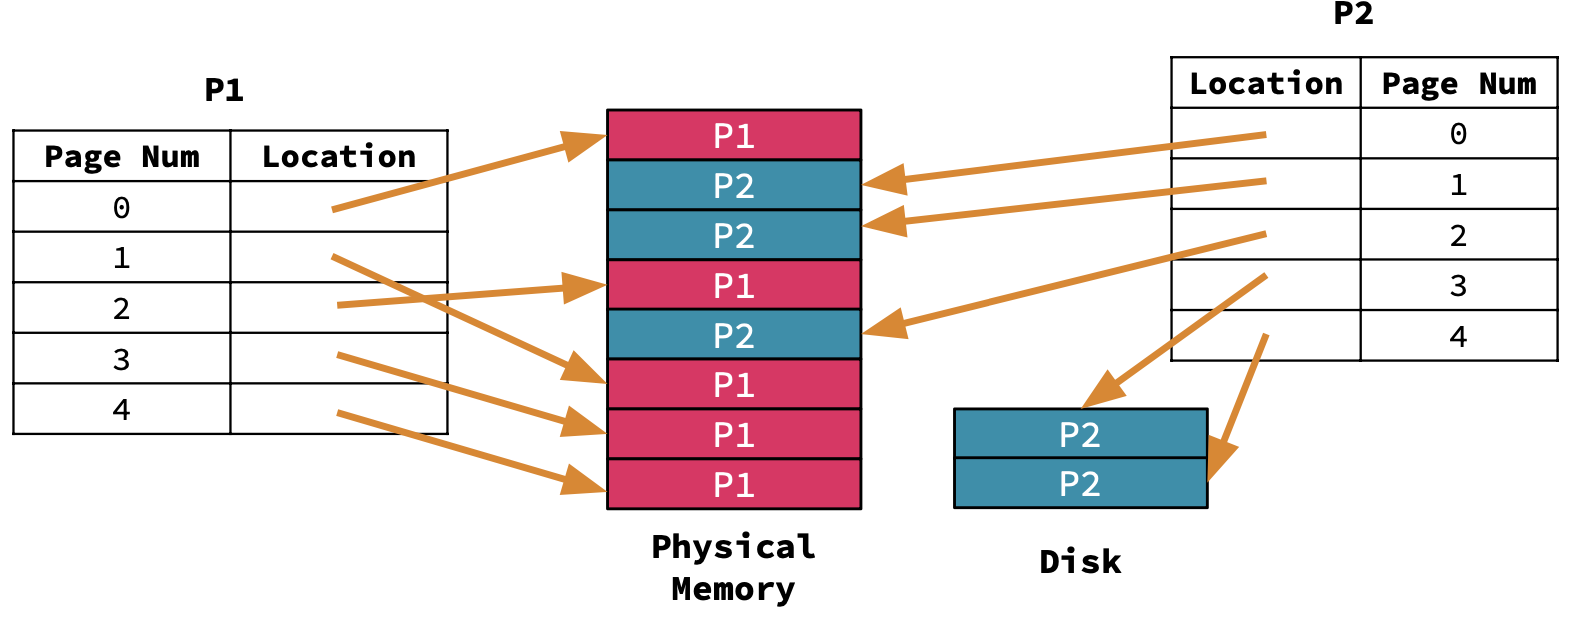 P1
Page Num Location
0
1
2
3
4
P1
P2
P2
P1
P2
P1
P1
P1
Physical
Memory
P2
Location Page Num
0
1
2
3
4
P2
P2
Disk